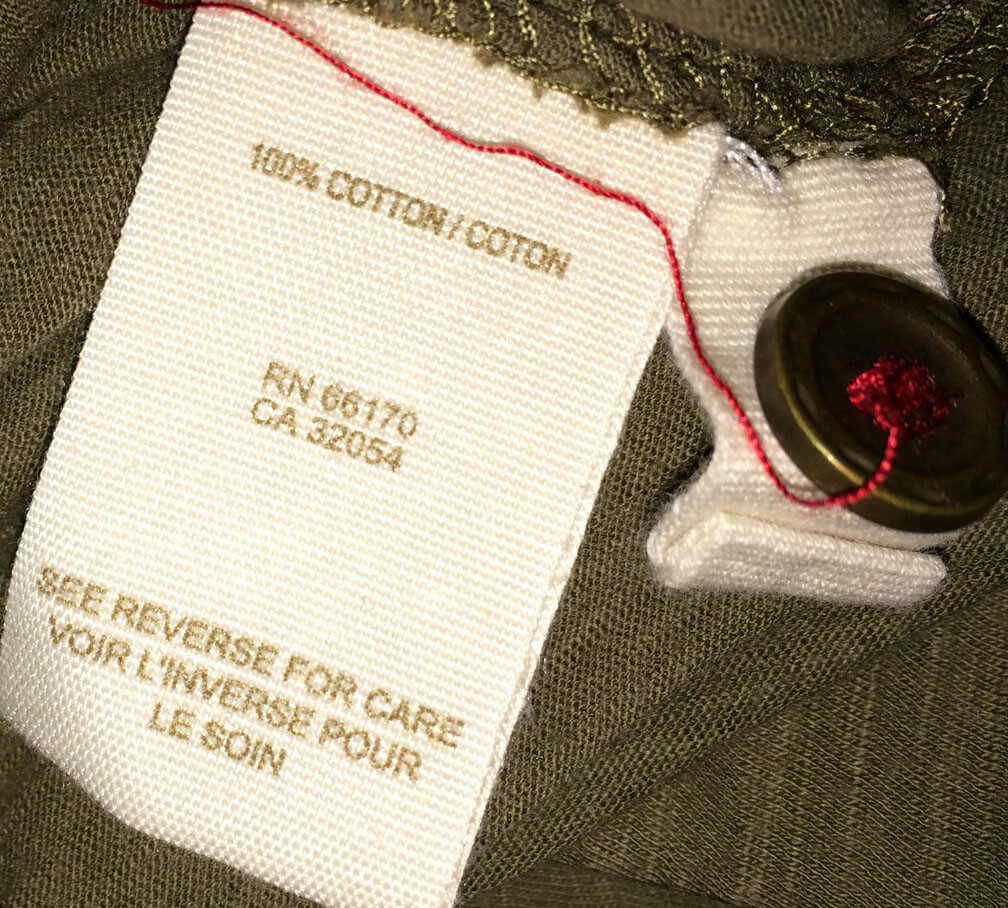 100% COTTON / COTON
RN 66170
CA 32054
SEE REVERSE FOR CARE
VOIR L'INVERSE POUR
LE SOIN